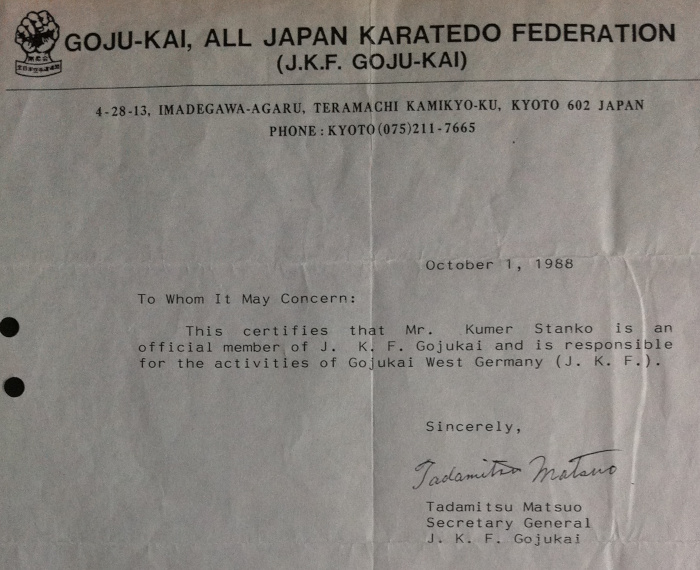 GOJU-KAI, ALL JAPAN KARATEDO FEDERATION
(J.K.F. GOJU-KAI)
4-28-13, IMADEGAWA-AGARU, TERAMACHI KAMIKYO-KU, KYOTO 602 JAPAN
PHONE : KYOTO (075)211-7665
October 1, 1988
To Whom It May Concern:
This certifies that Mr. Kumer Stanko is an
official member of J. K. F. Gojukai and is responsible
for the activities of Gojukai West Germany (J. K. F.).
Sincerely,
Tadamitsu Matsuo
Tadamitsu Matsuo
Secretary General
J. K. F. Gojukai